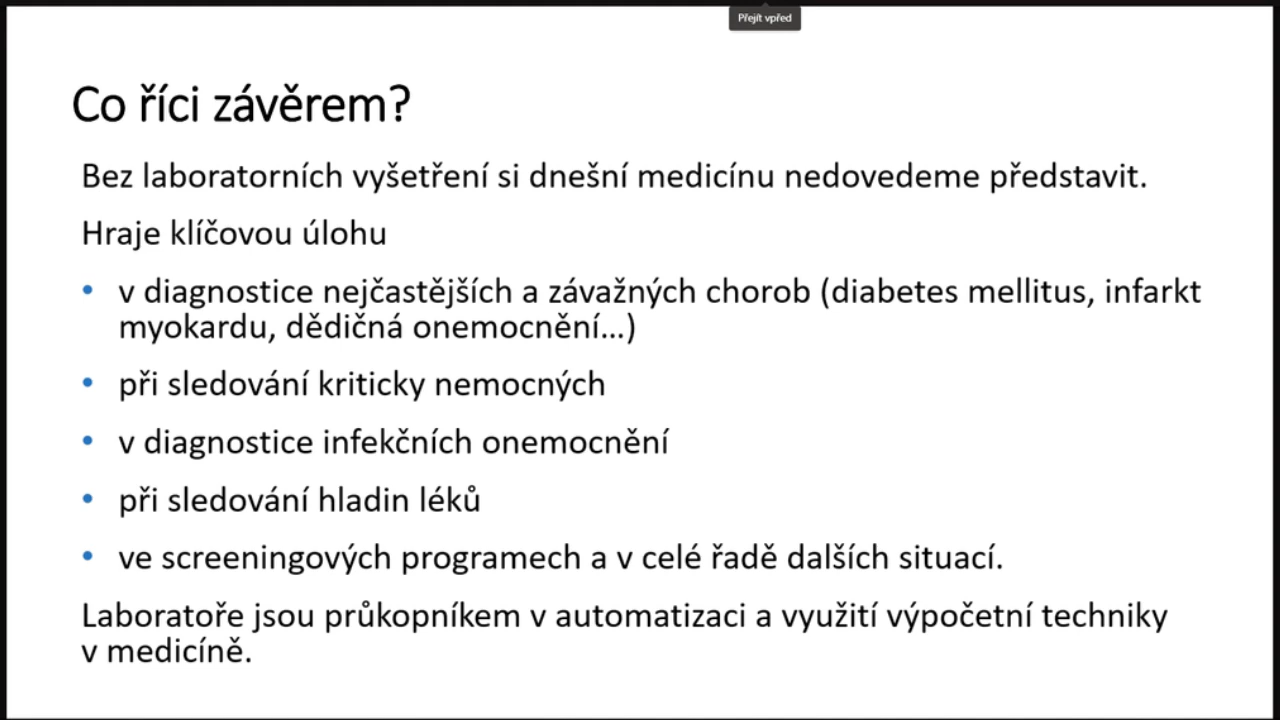 Přejít vpřed
Co říci závěrem?
Bez laboratorních vyšetření si dnešní medicínu nedovedeme představit.
Hraje klíčovou úlohu
• v diagnostice nejčastějších a závažných chorob (diabetes mellitus, infarkt
myokardu, dědičná onemocnění…)
• při sledování kriticky nemocných
• v diagnostice infekčních onemocnění
• při sledování hladin léků
• ve screeningových programech a v celé řadě dalších situací.
Laboratoře jsou průkopníkem v automatizaci a využití výpočetní techniky
v medicíně.